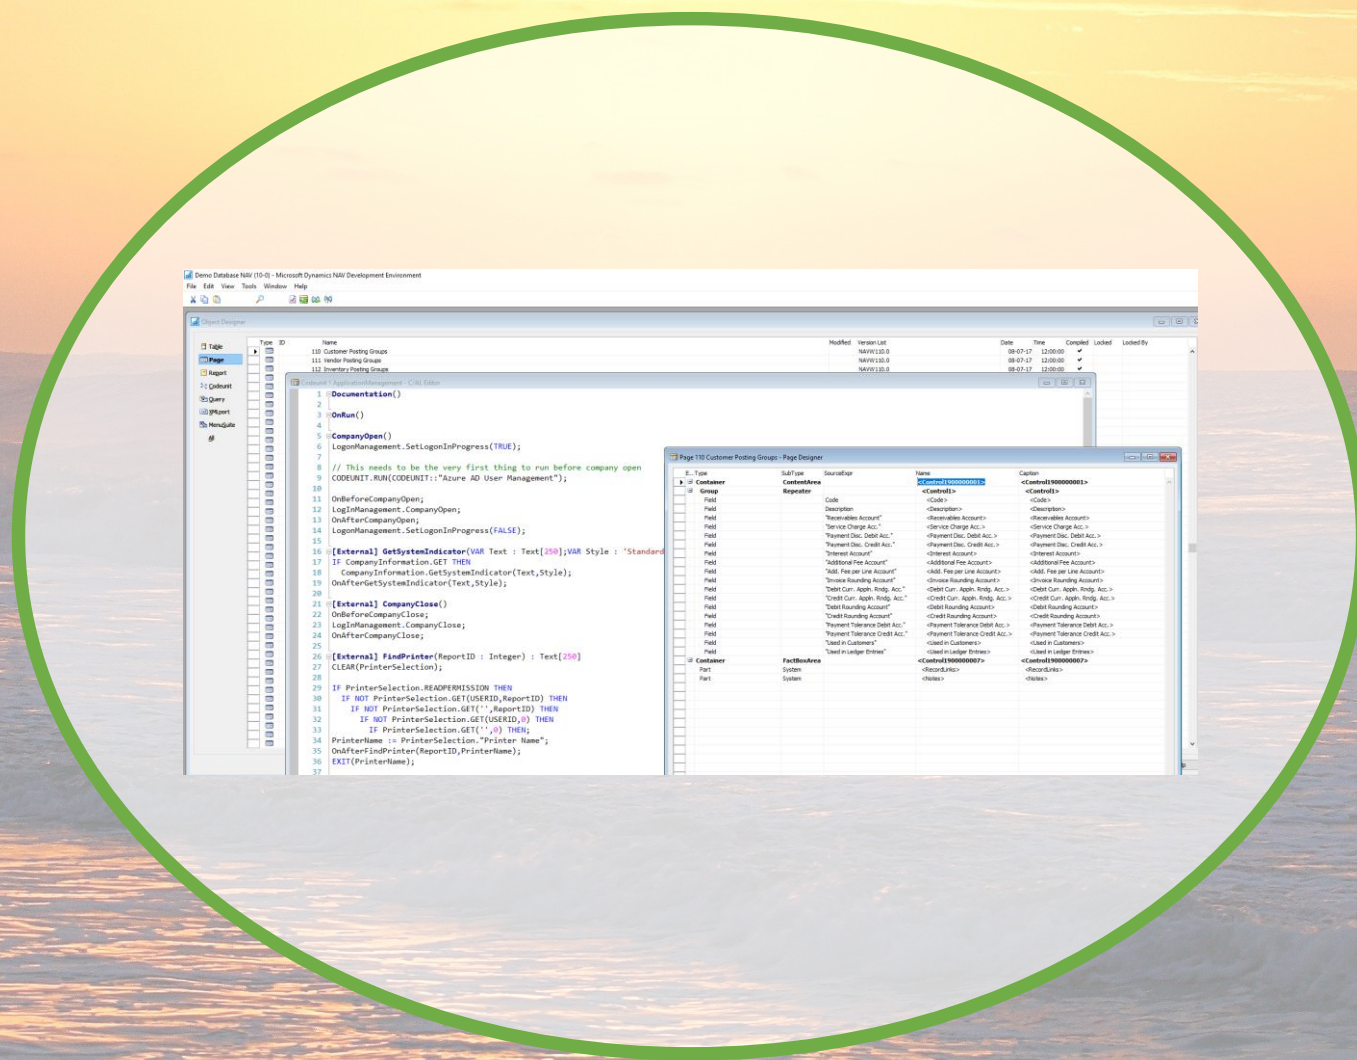 Demo Database NAV (10-0) - Microsoft Dynamics NAV Development Environment
File Edit View Tools Window Help
Object Designer
Table
Page
Report
Codeunit
Query
XMLport
MenuSuite
All
Type ID Name Modified Version List Date Time Compiled Locked Locked By
110 Customer Posting Groups NAVW110.0 08-07-17 12:00:00
111 Vendor Posting Groups NAVW110.0 08-07-17 12:00:00
112 Inventory Posting Groups NAVW110.0 08-07-17 12:00:00
Codeunit 1 ApplicationManagement - C/AL Editor
1 Documentation()
2
3 OnRun()
4
5 CompanyOpen()
6 LogonManagement.SetLogonInProgress(TRUE);
7
8 // This needs to be the very first thing to run before company open
9 CODEUNIT.RUN(CODEUNIT::"Azure AD User Management");
10
11 OnBeforeCompanyOpen;
12 LogInManagement.CompanyOpen;
13 OnAfterCompanyOpen;
14 LogonManagement.SetLogonInProgress(FALSE);
15
16 [External] GetSystemIndicator(VAR Text : Text[250];VAR Style : 'Standard
17 IF CompanyInformation.GET THEN
18 CompanyInformation.GetSystemIndicator(Text,Style);
19 OnAfterGetSystemIndicator(Text,Style);
20
21 [External] CompanyClose()
22 OnBeforeCompanyClose;
23 LogInManagement.CompanyClose;
24 OnAfterCompanyClose;
25
26 [External] FindPrinter(ReportID : Integer) : Text[250]
27 CLEAR(PrinterSelection);
28
29 IF PrinterSelection.READPERMISSION THEN
30 IF NOT PrinterSelection.GET(USERID,ReportID) THEN
31 IF NOT PrinterSelection.GET('',ReportID) THEN
32 IF NOT PrinterSelection.GET(USERID,0) THEN
33 IF PrinterSelection.GET('',0) THEN;
34 PrinterName := PrinterSelection."Printer Name";
35 OnAfterFindPrinter(ReportID,PrinterName);
36 EXIT(PrinterName);
37
Page 110 Customer Posting Groups - Page Designer
E... Type SubType SourceExpr Name Caption
Container ContentArea <Control1900000001> <Control1900000001>
Group Repeater <Control1> <Control1>
Field Code <Code> <Code>
Field Description <Description> <Description>
Field "Receivables Account" <Receivables Account> <Receivables Account>
Field "Service Charge Acc." <Service Charge Acc.> <Service Charge Acc.>
Field "Payment Disc. Debit Acc." <Payment Disc. Debit Acc.> <Payment Disc. Debit Acc.>
Field "Payment Disc. Credit Acc." <Payment Disc. Credit Acc.> <Payment Disc. Credit Acc.>
Field "Interest Account" <Interest Account> <Interest Account>
Field "Additional Fee Account" <Additional Fee Account> <Additional Fee Account>
Field "Add. Fee per Line Account" <Add. Fee per Line Account> <Add. Fee per Line Account>
Field "Invoice Rounding Account" <Invoice Rounding Account> <Invoice Rounding Account>
Field "Debit Curr. Appln. Rndg. Acc." <Debit Curr. Appln. Rndg. Acc.> <Debit Curr. Appln. Rndg. Acc.>
Field "Credit Curr. Appln. Rndg. Acc." <Credit Curr. Appln. Rndg. Acc.> <Credit Curr. Appln. Rndg. Acc.>
Field "Debit Rounding Account" <Debit Rounding Account> <Debit Rounding Account>
Field "Credit Rounding Account" <Credit Rounding Account> <Credit Rounding Account>
Field "Payment Tolerance Debit Acc." <Payment Tolerance Debit Acc.> <Payment Tolerance Debit Acc.>
Field "Payment Tolerance Credit Acc." <Payment Tolerance Credit Acc.> <Payment Tolerance Credit Acc.>
Field "Used in Customers" <Used in Customers> <Used in Customers>
Field "Used in Ledger Entries" <Used in Ledger Entries> <Used in Ledger Entries>
Container FactBoxArea <Control1900000007> <Control1900000007>
Part System <RecordLinks> <RecordLinks>
Part System <Notes> <Notes>